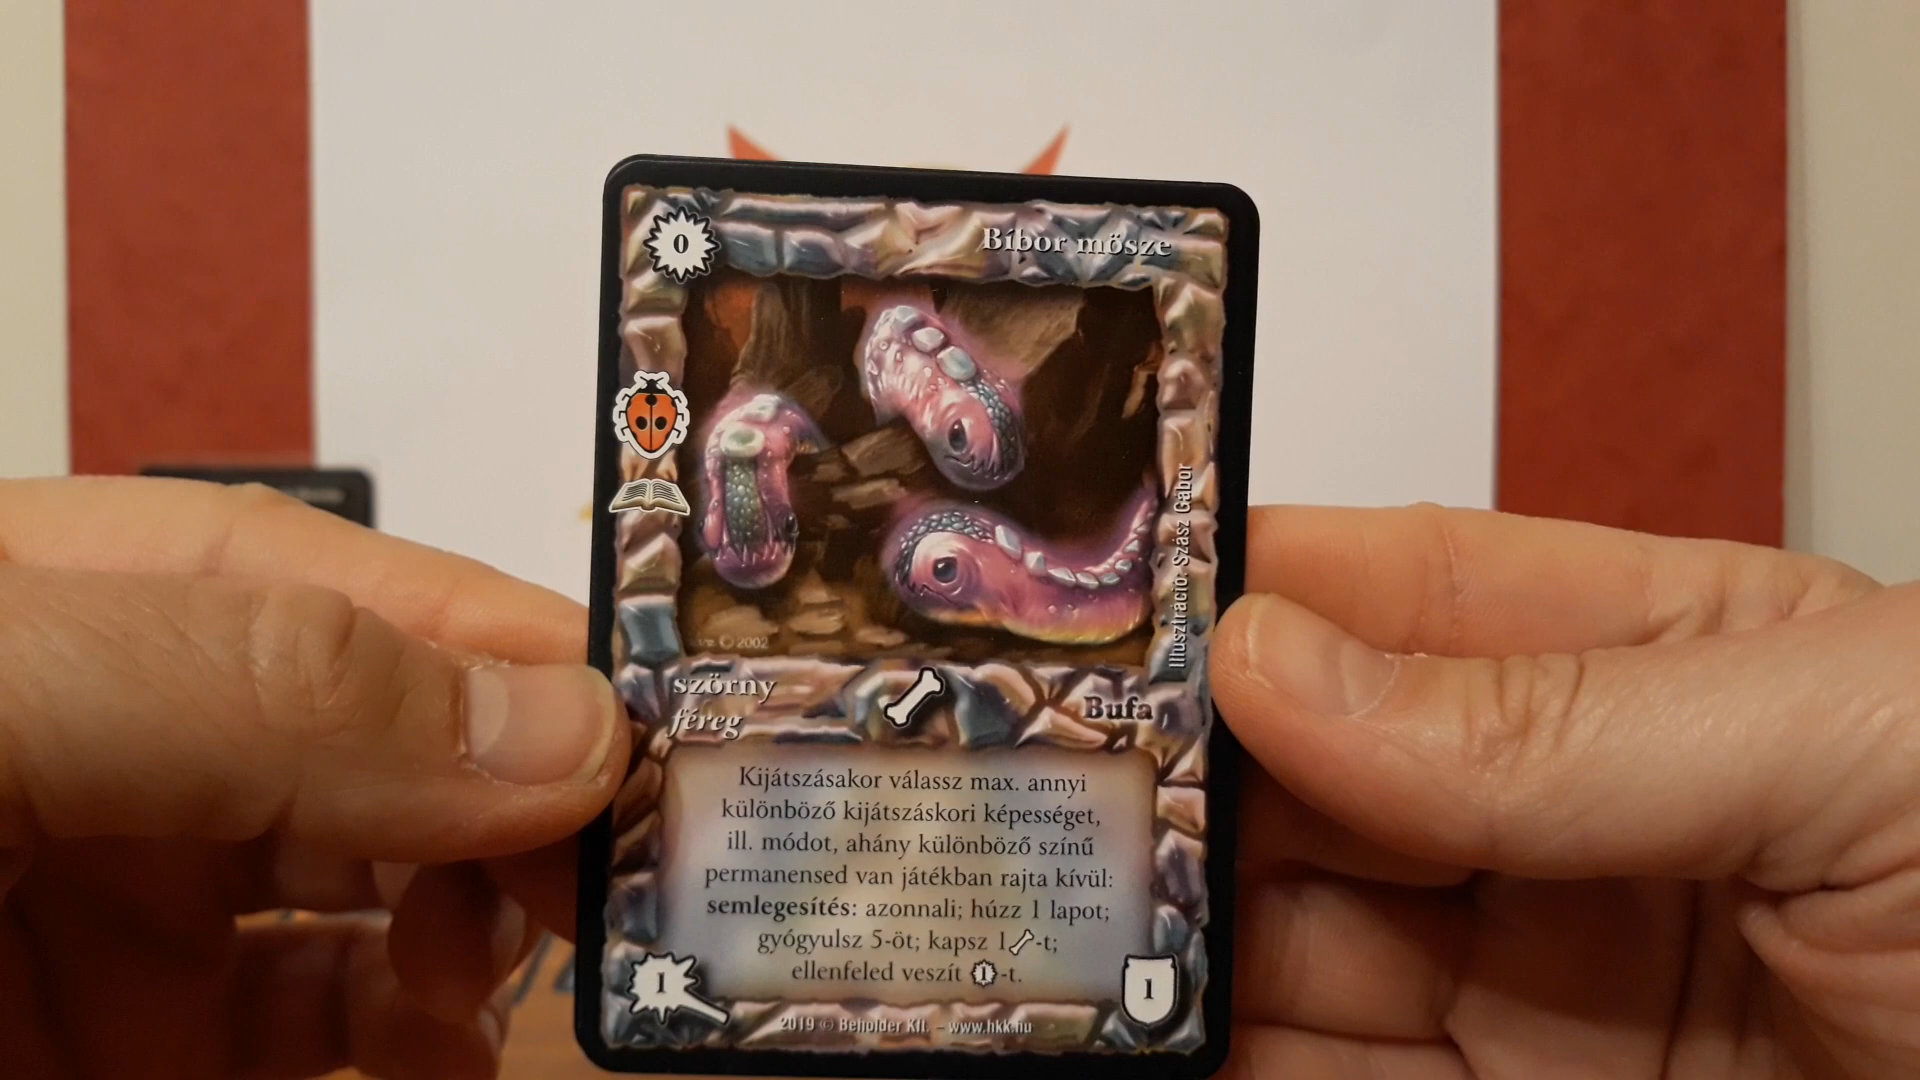 0
Bíbor mösze
Illusztráció: Szász Gábor
© 2002
szörny
féreg
Bufa
Kijátszásakor válassz max. annyi
különböző kijátszáskori képességet,
ill. módot, ahány különböző színű
permanensed van játékban rajta kívül:
semlegesítés: azonnali; húzz 1 lapot;
gyógyulsz 5-öt; kapsz 1 -t;
ellenfeled veszít 1 -t.
1
1
2019 © Beholder Kft. – www.hkk.hu